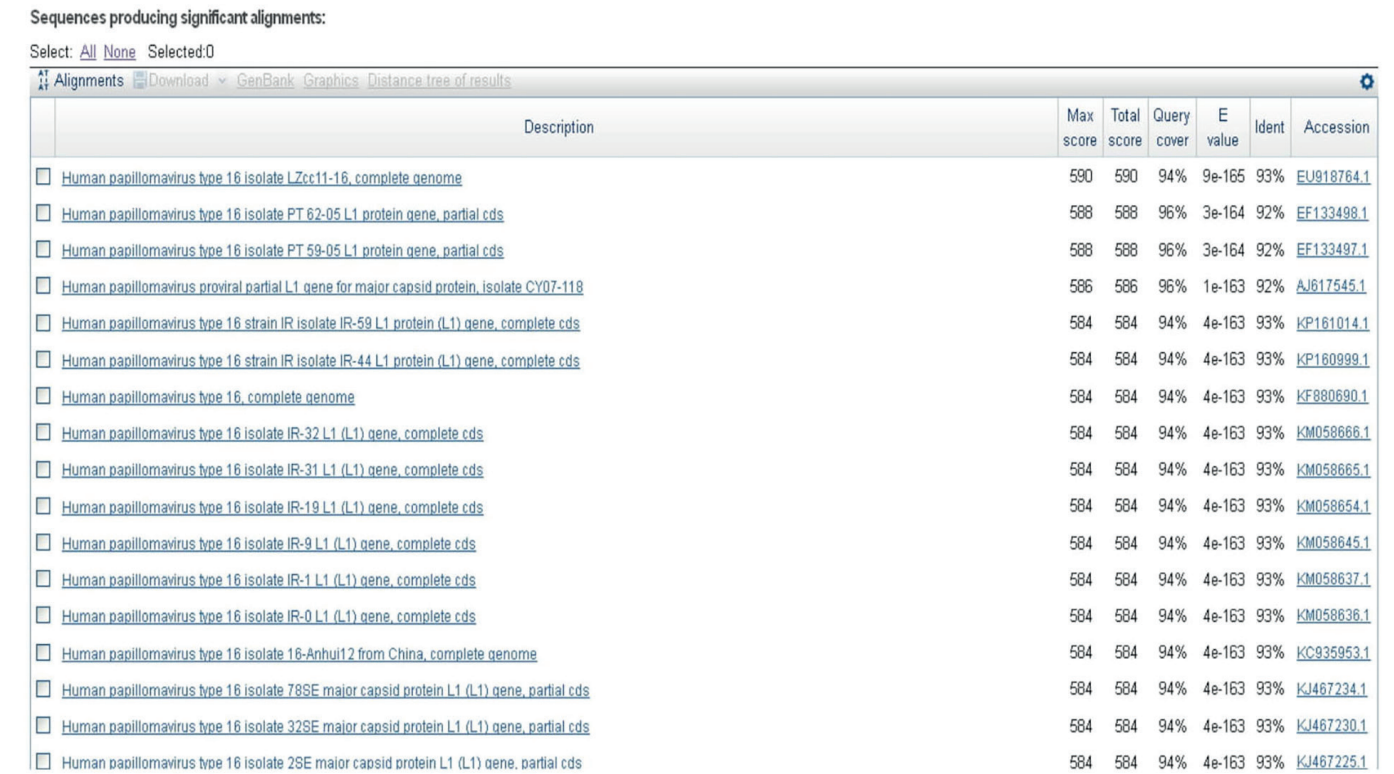 Sequences producing significant alignments:
Select: All None Selected:0
Alignments Download GenBank Graphics Distance tree of results
Description Max score Total score Query cover E value Ident Accession
Human papillomavirus type 16 isolate LZcc11-16, complete genome 590 590 94% 9e-165 93% EU918764.1
Human papillomavirus type 16 isolate PT 62-05 L1 protein gene, partial cds 588 588 96% 3e-164 92% EF133498.1
Human papillomavirus type 16 isolate PT 59-05 L1 protein gene, partial cds 588 588 96% 3e-164 92% EF133497.1
Human papillomavirus proviral partial L1 gene for major capsid protein, isolate CY07-118 586 586 96% 1e-163 92% AJ617545.1
Human papillomavirus type 16 strain IR isolate IR-59 L1 protein (L1) gene, complete cds 584 584 94% 4e-163 93% KP161014.1
Human papillomavirus type 16 strain IR isolate IR-44 L1 protein (L1) gene, complete cds 584 584 94% 4e-163 93% KP160999.1
Human papillomavirus type 16, complete genome 584 584 94% 4e-163 93% KF880690.1
Human papillomavirus type 16 isolate IR-32 L1 (L1) gene, complete cds 584 584 94% 4e-163 93% KM058666.1
Human papillomavirus type 16 isolate IR-31 L1 (L1) gene, complete cds 584 584 94% 4e-163 93% KM058665.1
Human papillomavirus type 16 isolate IR-19 L1 (L1) gene, complete cds 584 584 94% 4e-163 93% KM058654.1
Human papillomavirus type 16 isolate IR-9 L1 (L1) gene, complete cds 584 584 94% 4e-163 93% KM058645.1
Human papillomavirus type 16 isolate IR-1 L1 (L1) gene, complete cds 584 584 94% 4e-163 93% KM058637.1
Human papillomavirus type 16 isolate IR-0 L1 (L1) gene, complete cds 584 584 94% 4e-163 93% KM058636.1
Human papillomavirus type 16 isolate 16-Anhui12 from China, complete genome 584 584 94% 4e-163 93% KC935953.1
Human papillomavirus type 16 isolate 78SE major capsid protein L1 (L1) gene, partial cds 584 584 94% 4e-163 93% KJ467234.1
Human papillomavirus type 16 isolate 32SE major capsid protein L1 (L1) gene, partial cds 584 584 94% 4e-163 93% KJ467230.1
Human papillomavirus type 16 isolate 2SE major capsid protein L1 (L1) gene, partial cds 584 584 94% 4e-163 93% KJ467225.1